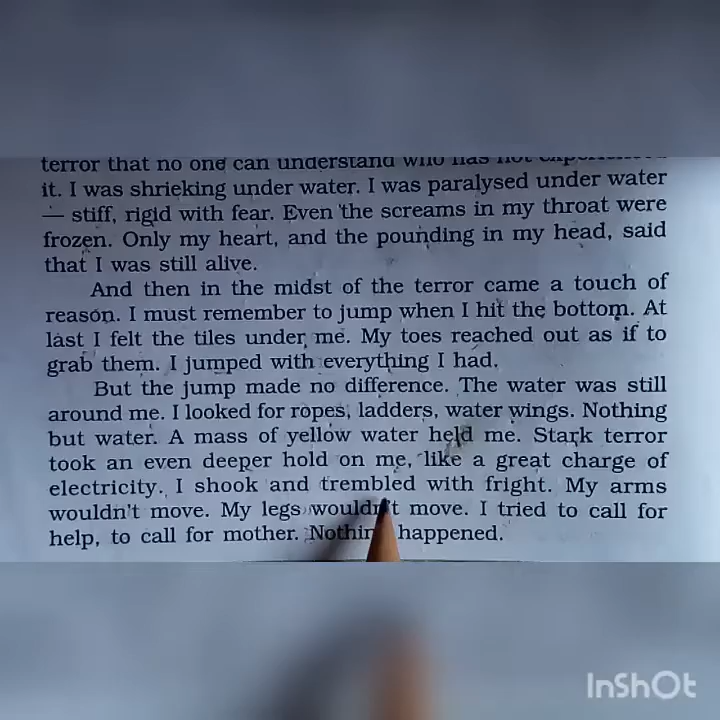 terror that no one can understand who has not experienced
it. I was shrieking under water. I was paralysed under water
— stiff, rigid with fear. Even the screams in my throat were
frozen. Only my heart, and the pounding in my head, said
that I was still alive.
And then in the midst of the terror came a touch of
reason. I must remember to jump when I hit the bottom. At
last I felt the tiles under me. My toes reached out as if to
grab them. I jumped with everything I had.
But the jump made no difference. The water was still
around me. I looked for ropes, ladders, water wings. Nothing
but water. A mass of yellow water held me. Stark terror
took an even deeper hold on me, like a great charge of
electricity. I shook and trembled with fright. My arms
wouldn't move. My legs wouldn't move. I tried to call for
help, to call for mother. Nothing happened.
InShOt